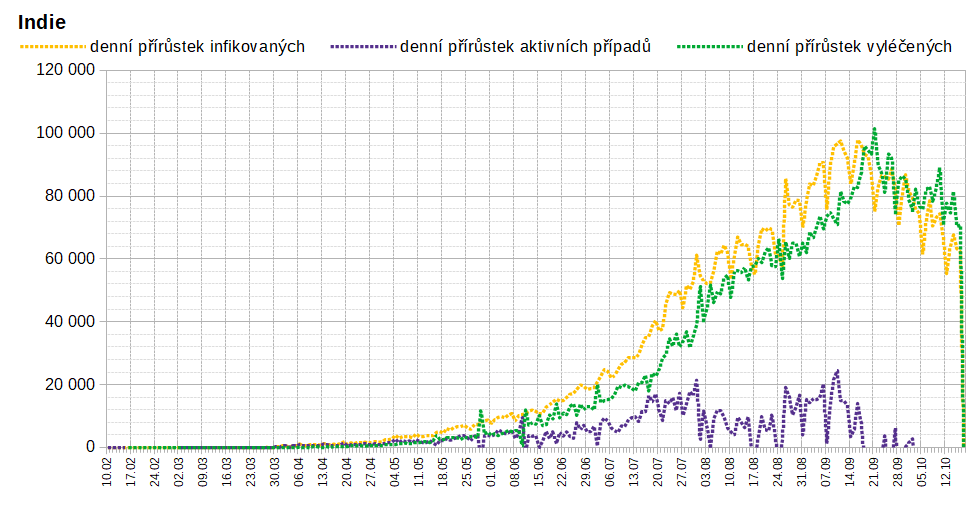 Indie
denní přírůstek infikovaných denní přírůstek aktivních případů denní přírůstek vyléčených
120 000
100 000
80 000
60 000
40 000
20 000
0
10.02 17.02 24.02 02.03 09.03 16.03 23.03 30.03 06.04 13.04 20.04 27.04 04.05 11.05 18.05 25.05 01.06 08.06 15.06 22.06 29.06 06.07 13.07 20.07 27.07 03.08 10.08 17.08 24.08 31.08 07.09 14.09 21.09 28.09 05.10 12.10